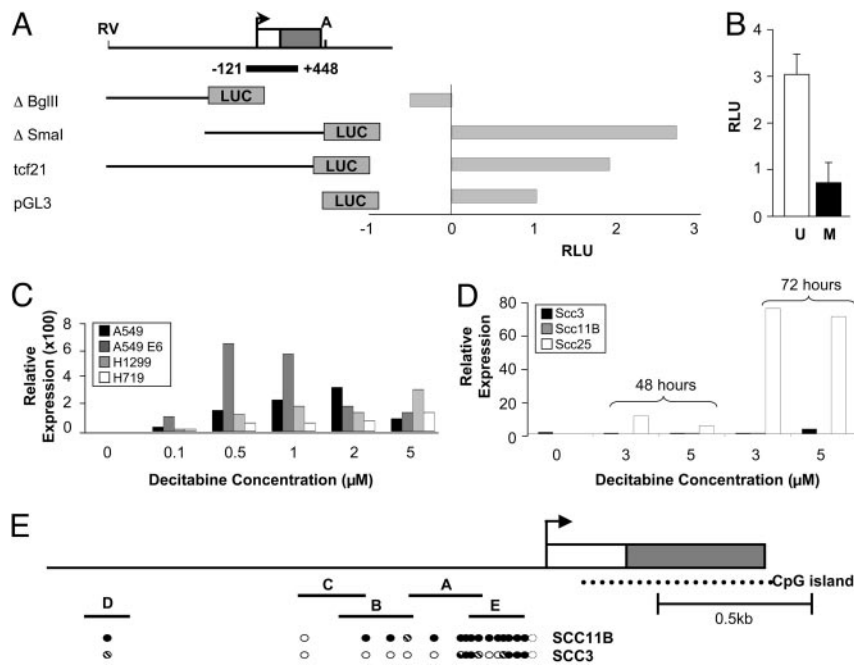 A
RV
A
-121
+448
Δ BglII
LUC
Δ SmaI
LUC
tcf21
LUC
pGL3
LUC
-1 0 1 2 3
RLU
B
4
3
2
1
0
RLU
U M
C
Relative
Expression (x100)
8
6
4
2
0
A549
A549 E6
H1299
H719
0 0.1 0.5 1 2 5
Decitabine Concentration (µM)
D
Relative
Expression
80
60
40
20
0
Scc3
Scc11B
Scc25
48 hours
72 hours
0 3 5 3 5
Decitabine Concentration (µM)
E
CpG island
0.5kb
C
A
D
B
E
SCC11B
SCC3